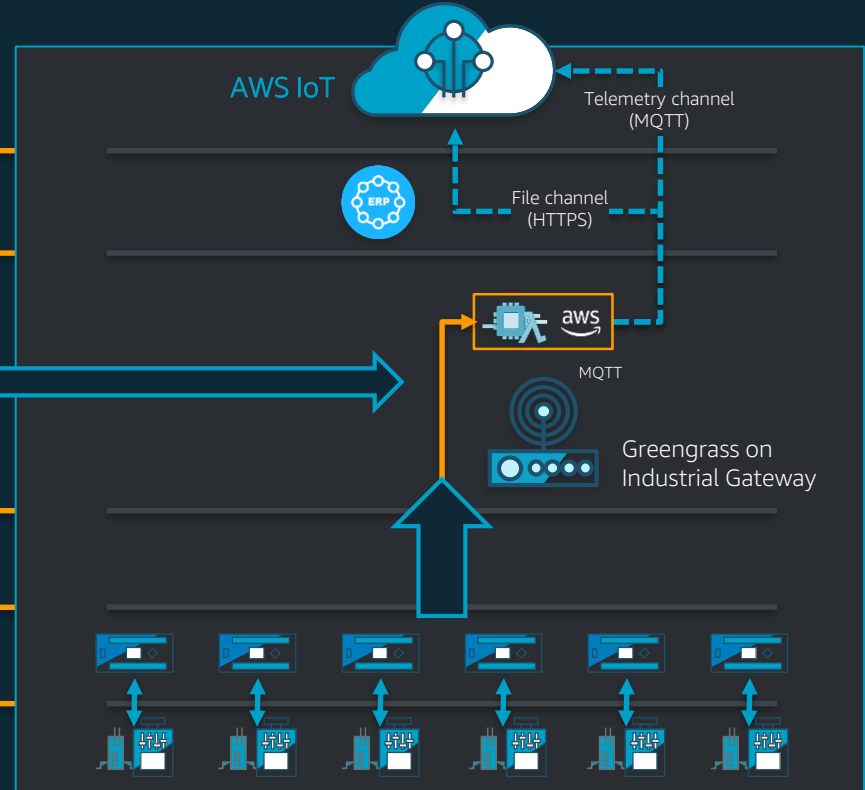 AWS IoT
Telemetry channel
(MQTT)
ERP
File channel
(HTTPS)
aws
MQTT
Greengrass on
Industrial Gateway